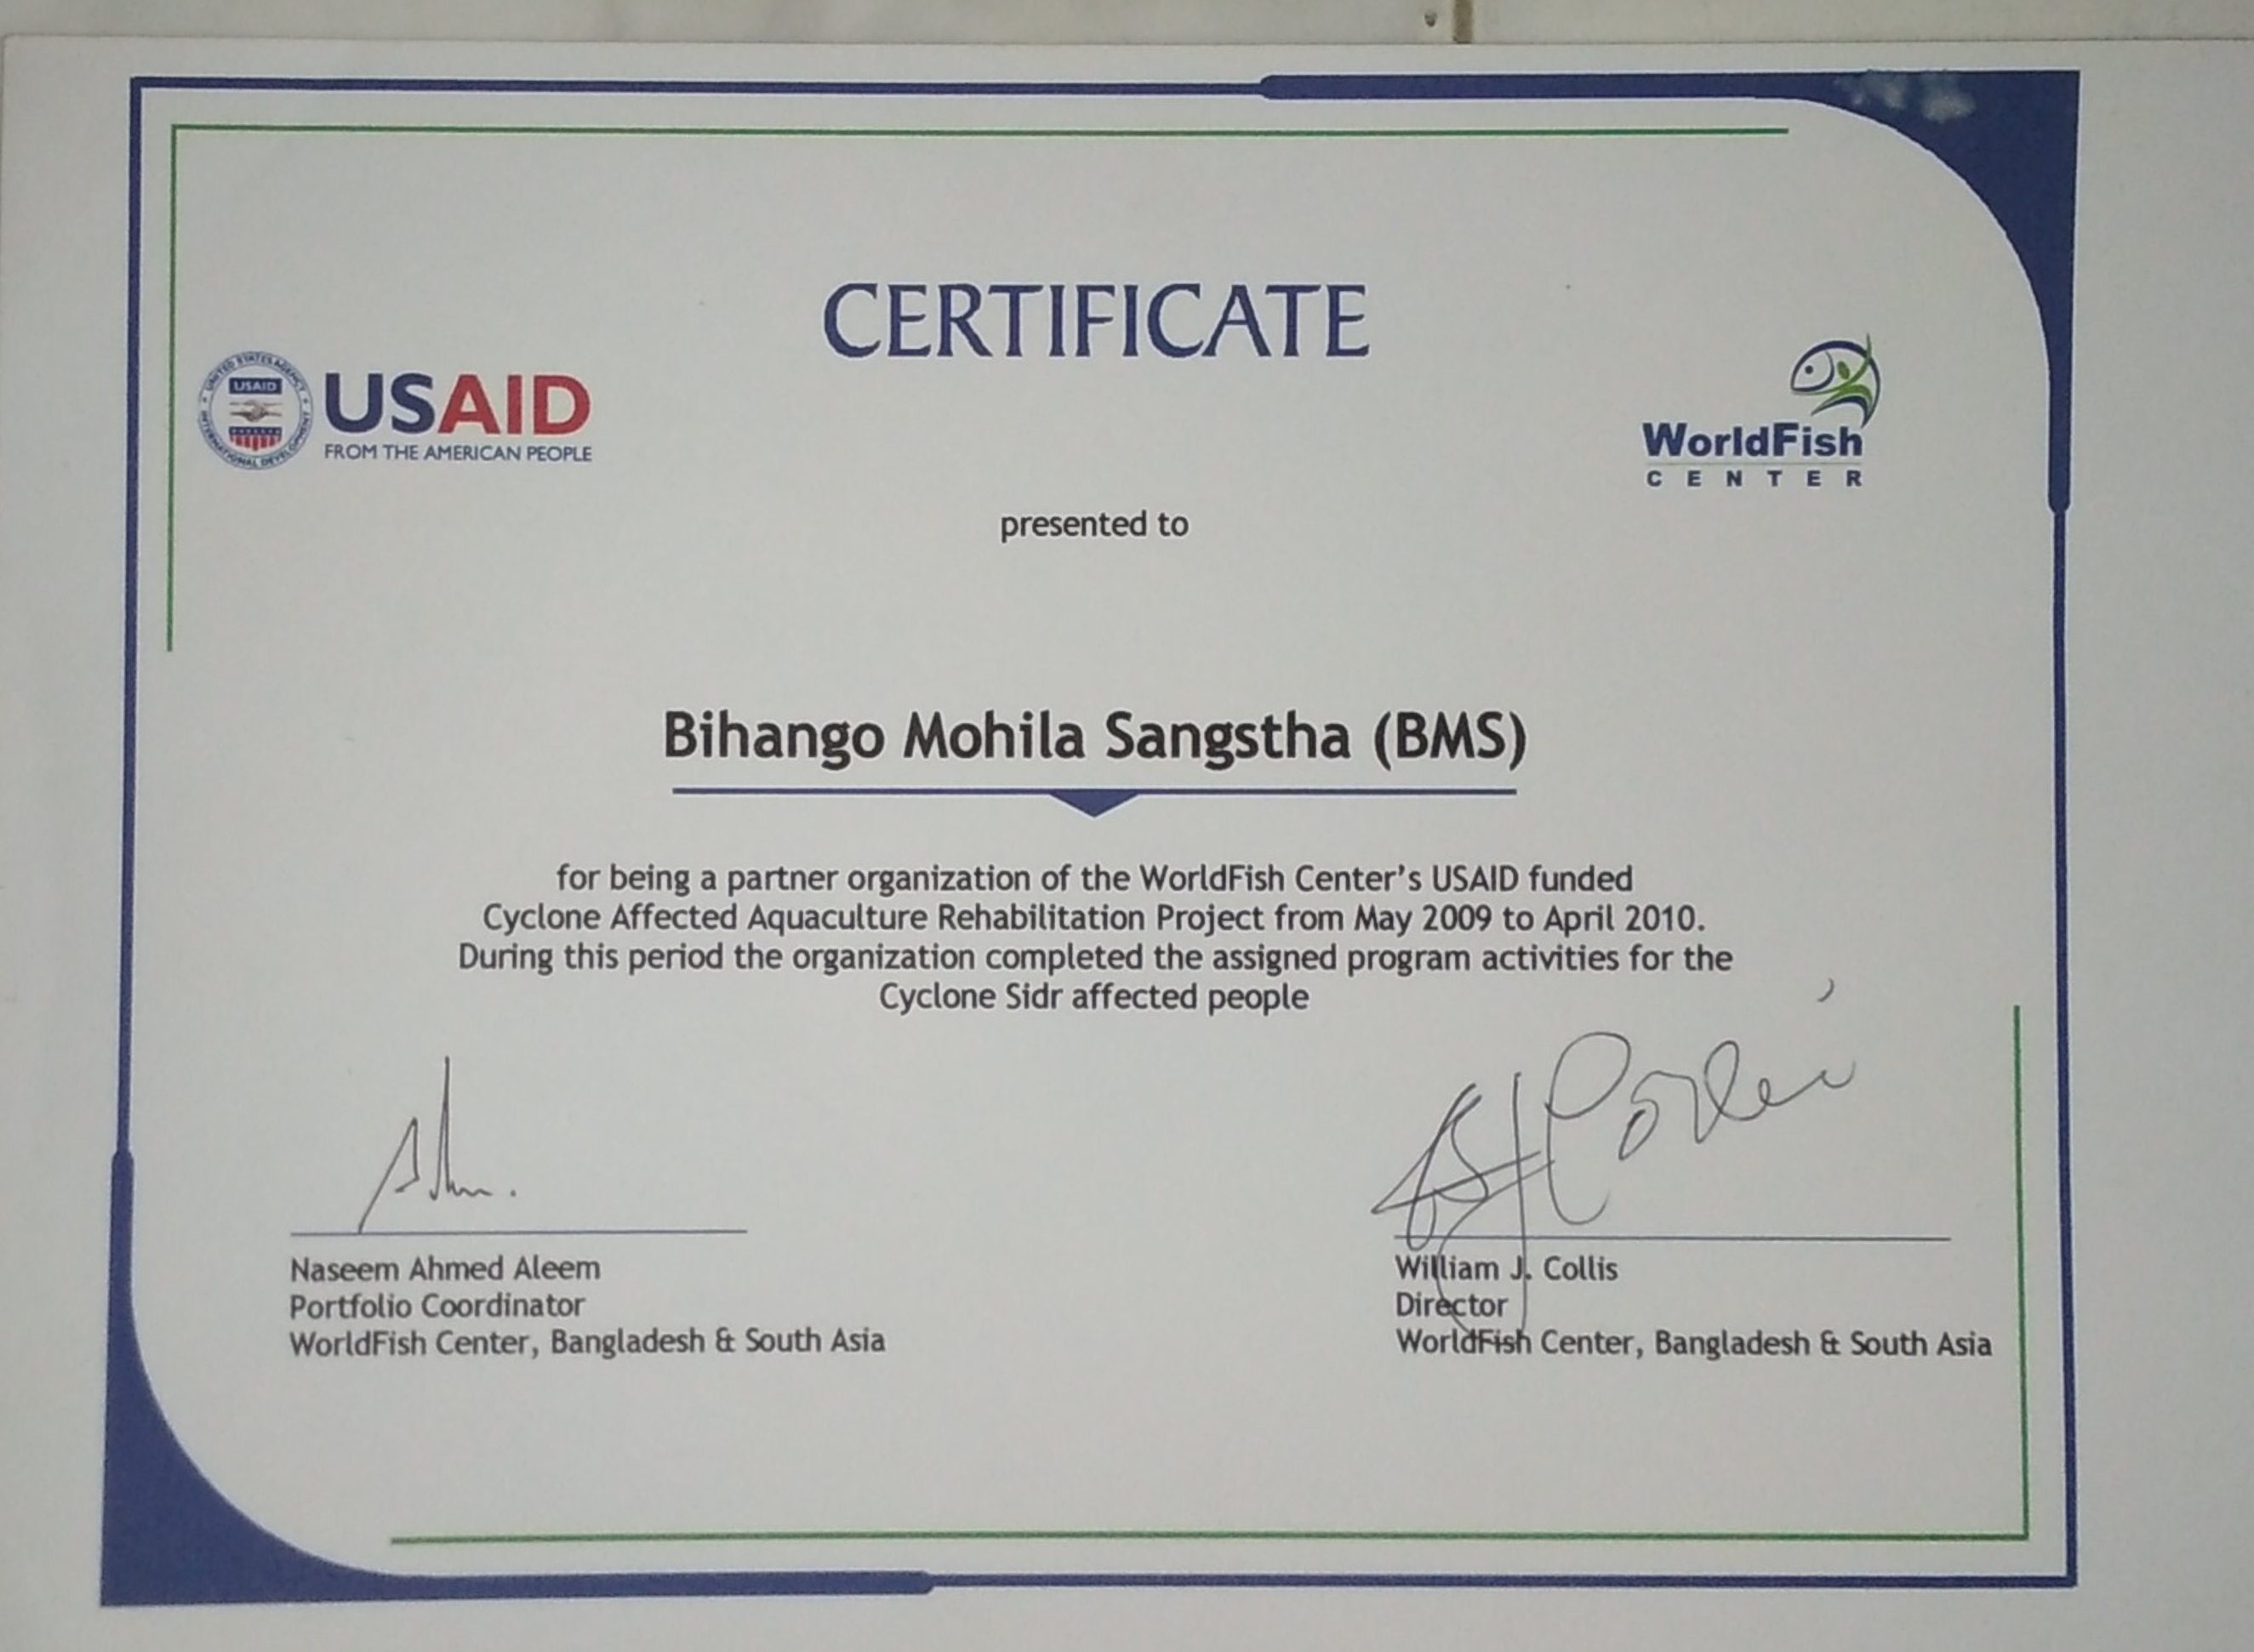 CERTIFICATE
UNITED STATES AGENCY
USAID
INTERNATIONAL DEVELOPMENT
USAID
FROM THE AMERICAN PEOPLE
WorldFish
CENTER
presented to
Bihango Mohila Sangstha (BMS)
for being a partner organization of the WorldFish Center's USAID funded
Cyclone Affected Aquaculture Rehabilitation Project from May 2009 to April 2010.
During this period the organization completed the assigned program activities for the
Cyclone Sidr affected people
Naseem Ahmed Aleem
Portfolio Coordinator
WorldFish Center, Bangladesh & South Asia
William J. Collis
Director
WorldFish Center, Bangladesh & South Asia